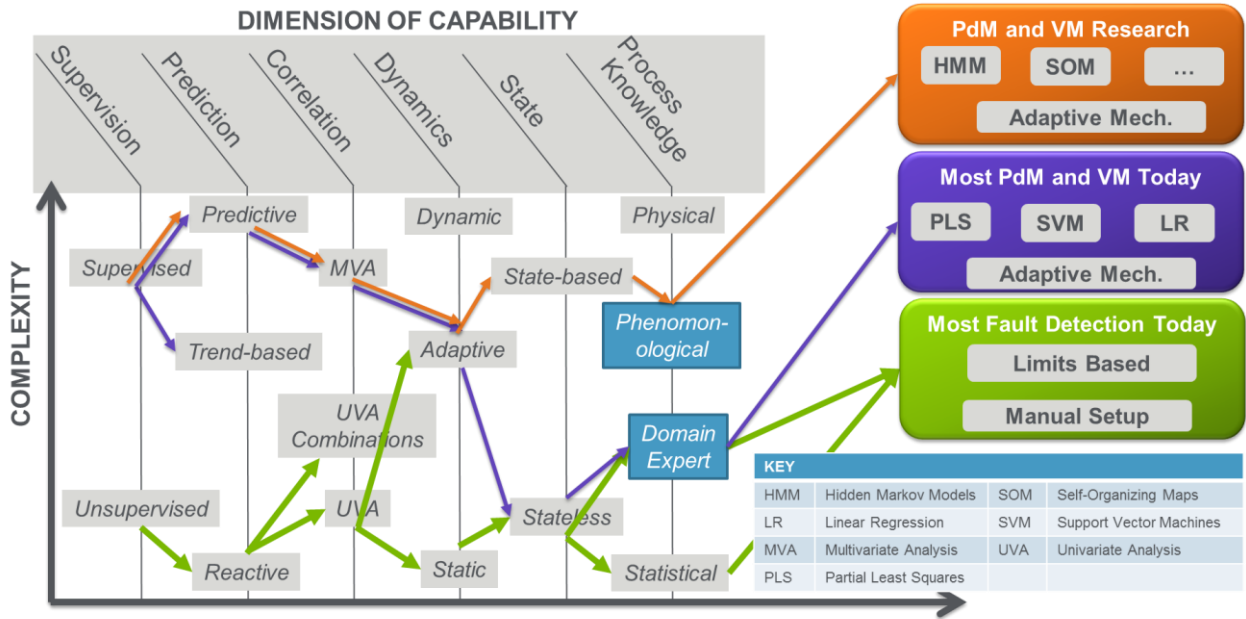 DIMENSION OF CAPABILITY
Supervision
Prediction
Correlation
Dynamics
State
Process
Knowledge
COMPLEXITY
Predictive
Dynamic
Physical
Supervised
MVA
State-based
Phenomon-
ological
Trend-based
Adaptive
UVA
Combinations
Domain
Expert
Unsupervised
UVA
Stateless
Reactive
Static
Statistical
PdM and VM Research
HMM
SOM
...
Adaptive Mech.
Most PdM and VM Today
PLS
SVM
LR
Adaptive Mech.
Most Fault Detection Today
Limits Based
Manual Setup
KEY
HMM Hidden Markov Models SOM Self-Organizing Maps
LR Linear Regression SVM Support Vector Machines
MVA Multivariate Analysis UVA Univariate Analysis
PLS Partial Least Squares